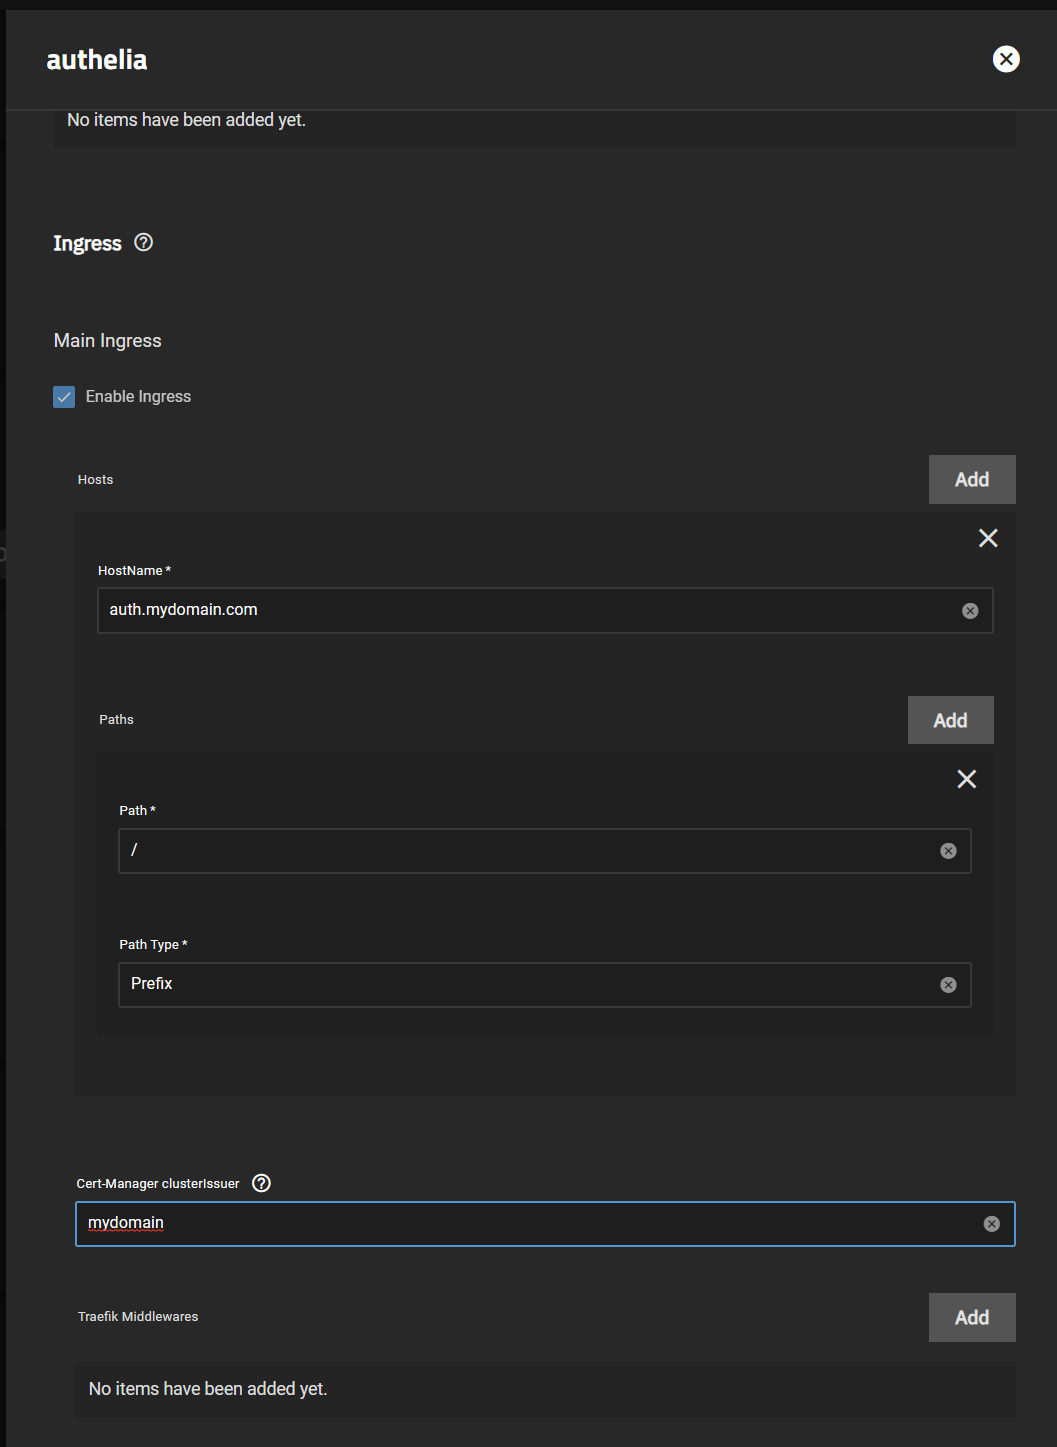 authelia
No items have been added yet.
Ingress
Main Ingress
Enable Ingress
Hosts
Add
HostName *
auth.mydomain.com
Paths
Add
Path *
/
Path Type *
Prefix
Cert-Manager clusterIssuer
mydomain
Traefik Middlewares
Add
No items have been added yet.